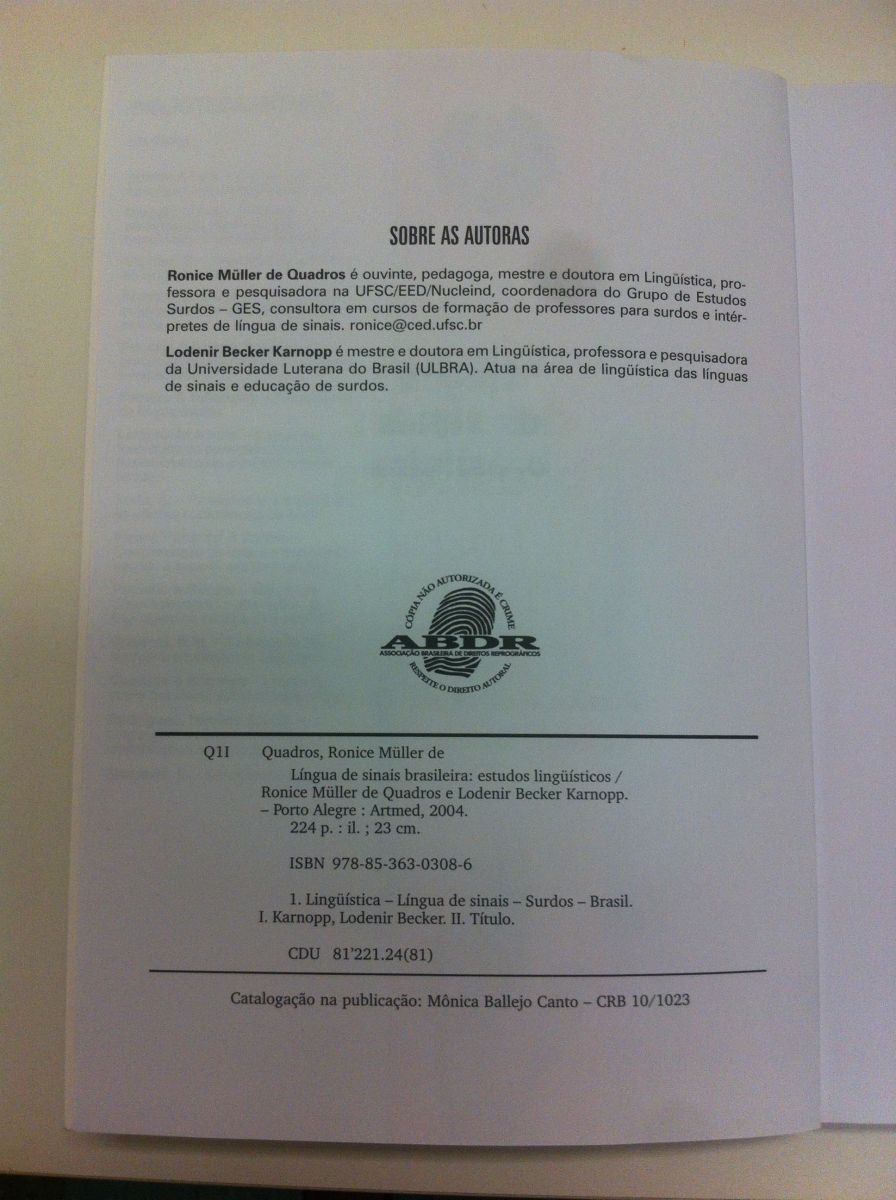 SOBRE AS AUTORAS
Ronice Müller de Quadros é ouvinte, pedagoga, mestre e doutora em Lingüística, pro-
fessora e pesquisadora na UFSC/EED/Nucleind, coordenadora do Grupo de Estudos
Surdos – GES, consultora em cursos de formação de professores para surdos e intér-
pretes de língua de sinais. ronice@ced.ufsc.br
Lodenir Becker Karnopp é mestre e doutora em Lingüística, professora e pesquisadora
da Universidade Luterana do Brasil (ULBRA). Atua na área de lingüística das línguas
de sinais e educação de surdos.
CÓPIA NÃO AUTORIZADA É CRIME
ABDR
ASSOCIAÇÃO BRASILEIRA DE DIREITOS REPROGRÁFICOS
RESPEITE O DIREITO AUTORAL
Q1I Quadros, Ronice Müller de
Língua de sinais brasileira: estudos lingüísticos /
Ronice Müller de Quadros e Lodenir Becker Karnopp.
– Porto Alegre : Artmed, 2004.
224 p. : il. ; 23 cm.
ISBN 978-85-363-0308-6
1. Lingüística – Língua de sinais – Surdos – Brasil.
I. Karnopp, Lodenir Becker. II. Título.
CDU 81’221.24(81)
Catalogação na publicação: Mônica Ballejo Canto – CRB 10/1023